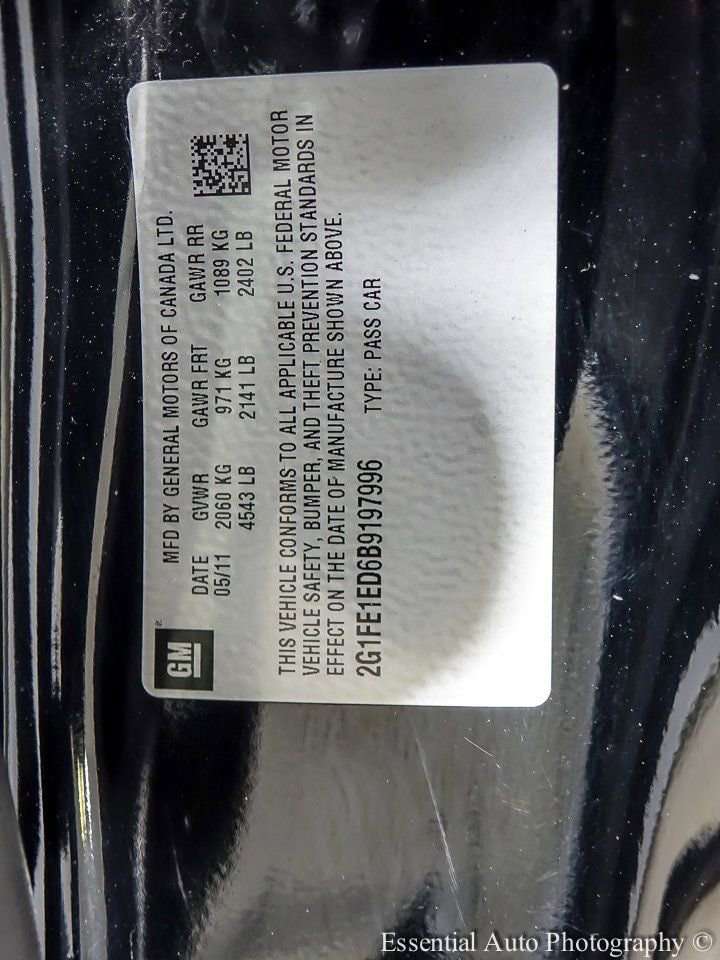 MFD BY GENERAL MOTORS OF CANADA LTD.
DATE GVWR GAWR FRT GAWR RR
05/11 2060 KG 971 KG 1089 KG
4543 LB 2141 LB 2402 LB
GM
THIS VEHICLE CONFORMS TO ALL APPLICABLE U.S. FEDERAL MOTOR
VEHICLE SAFETY, BUMPER, AND THEFT PREVENTION STANDARDS IN
EFFECT ON THE DATE OF MANUFACTURE SHOWN ABOVE.
2G1FE1ED6B9197996 TYPE: PASS CAR
Essential Auto Photography ©